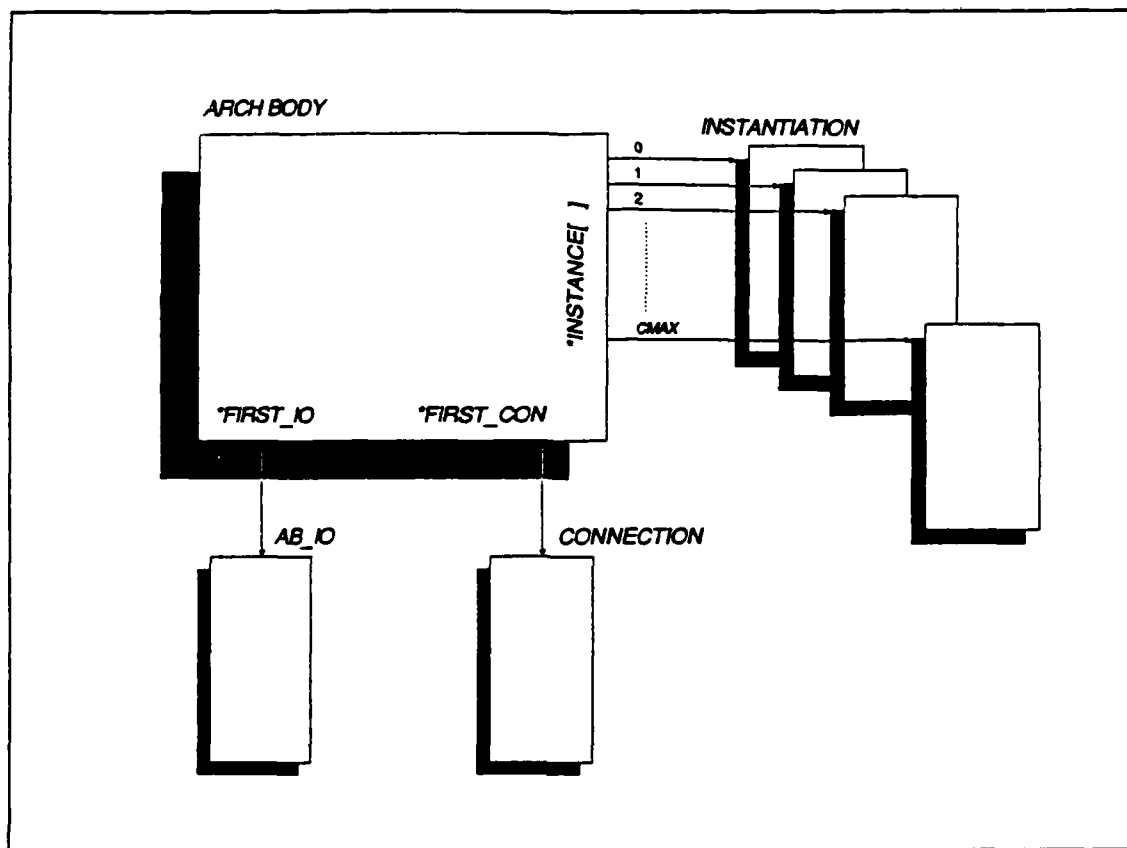 ARCH BODY
INSTANTIATION
0
1
2
*INSTANCE[ ]
CMAX
*FIRST_IO
*FIRST_CON
AB_IO
CONNECTION